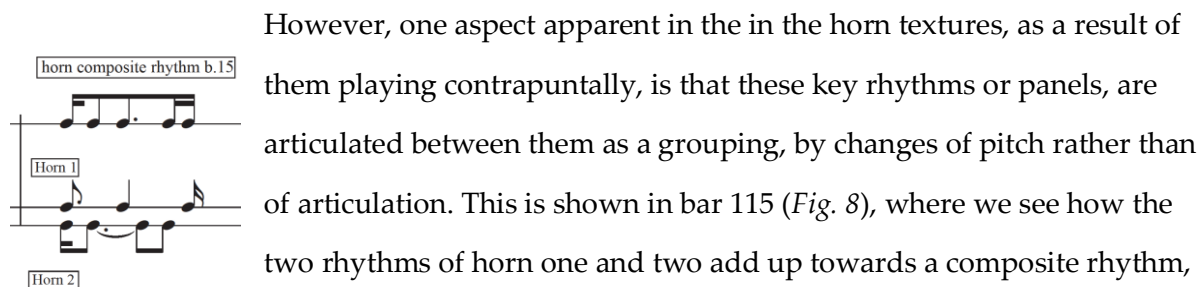 However, one aspect apparent in the in the horn textures, as a result of
them playing contrapuntally, is that these key rhythms or panels, are
articulated between them as a grouping, by changes of pitch rather than
of articulation. This is shown in bar 115 (Fig. 8), where we see how the
two rhythms of horn one and two add up towards a composite rhythm,
horn composite rhythm b.15
Horn 1
Horn 2